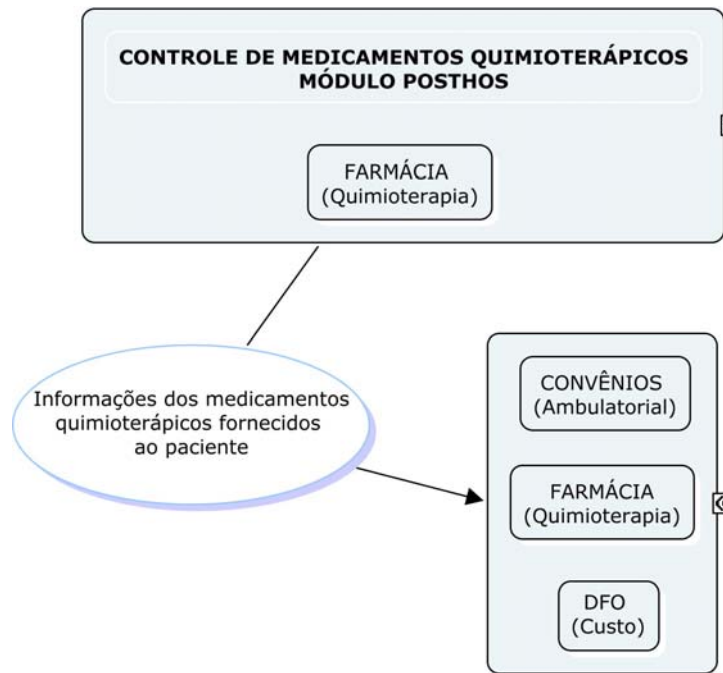 CONTROLE DE MEDICAMENTOS QUIMIOTERÁPICOS
MÓDULO POSTHOS
FARMÁCIA
(Quimioterapia)
Informações dos medicamentos
quimioterápicos fornecidos
ao paciente
CONVÊNIOS
(Ambulatorial)
FARMÁCIA
(Quimioterapia)
DFO
(Custo)